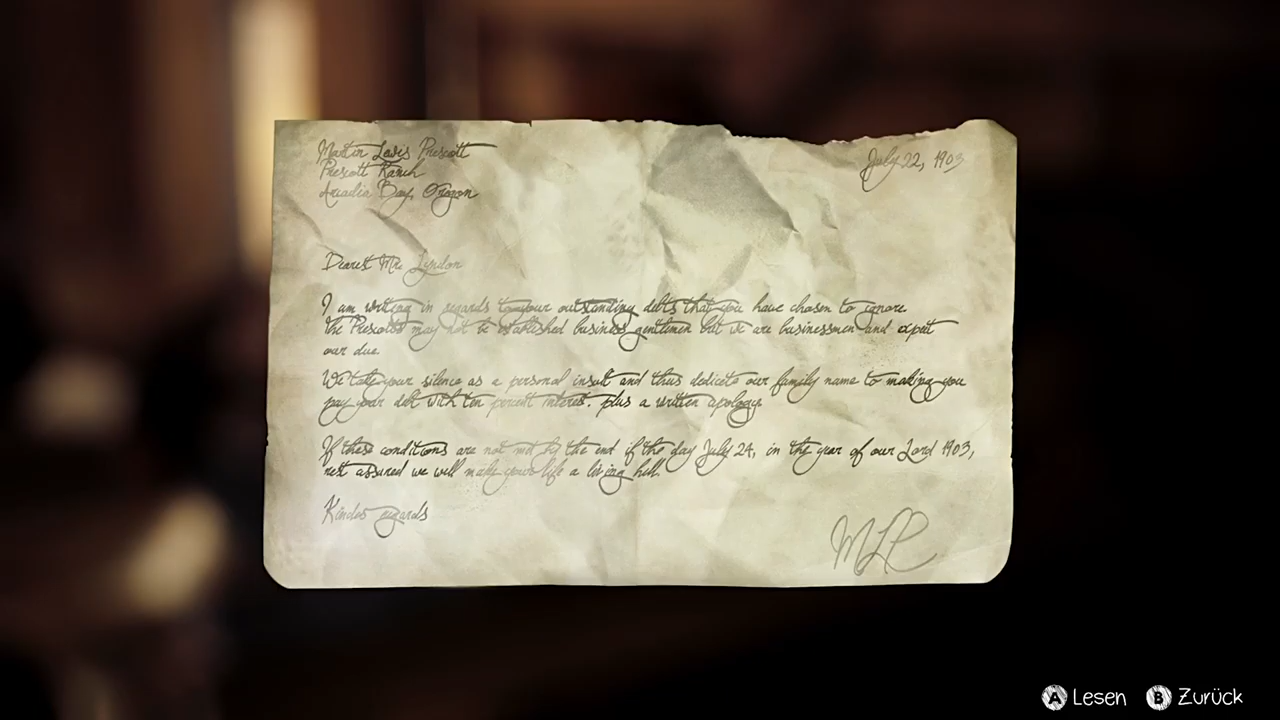 Martin Lewis Prescott
July 22, 1903
Prescott Ranch
Arcadia Bay, Oregon
Dearest Mr. Lyndon
I am writing in regards to your outstanding debts that you have chosen to ignore.
The Prescotts may not be established business gentlemen but we are businessmen and expect
our due.
We take your silence as a personal insult and thus dedicate our family name to making you
pay your debt with ten percent interest, plus a written apology.
If these conditions are not met by the end if the day July 24, in the year of our Lord 1903,
rest assured we will make your life a living hell.
Kindes regards
MLP
A Lesen B Zurück